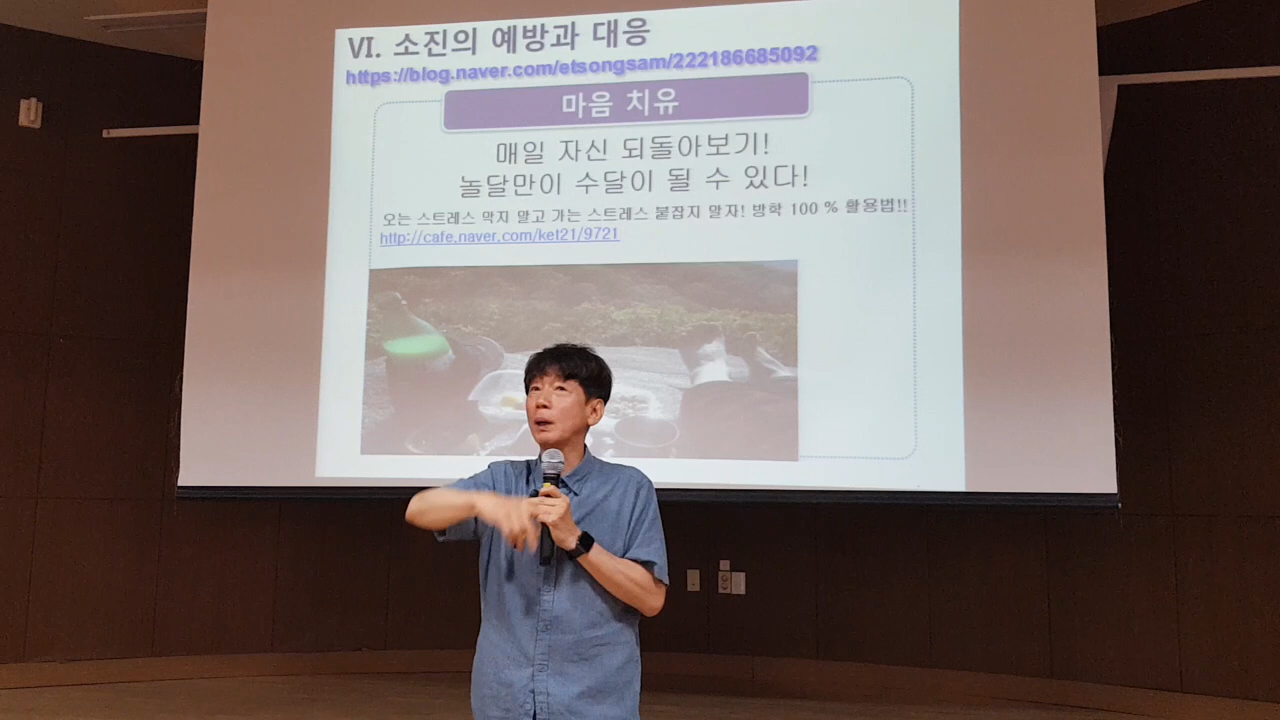 Ⅵ. 소진의 예방과 대응
https://blog.naver.com/etsongsam/222186685092
마음 치유
매일 자신 되돌아보기!
놀달만이 수달이 될 수 있다!
오는 스트레스 막지 말고 가는 스트레스 붙잡지 말자! 방학 100 % 활용법!!
http://cafe.naver.com/ket21/9721